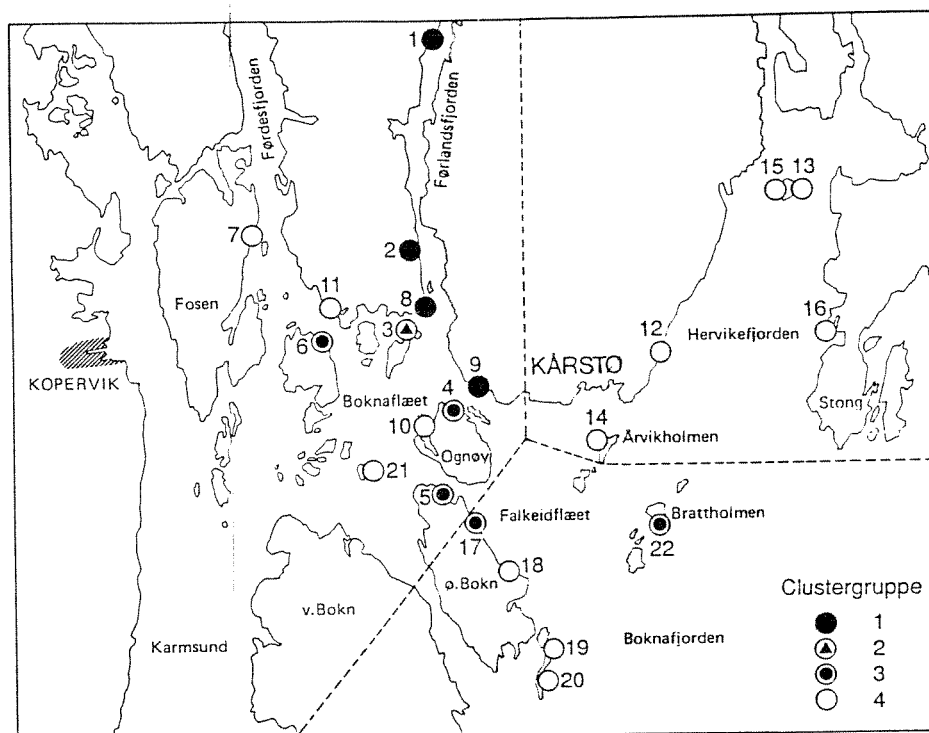 1
Førdesfjorden
Førlandsfjorden
15 13
7
2
Fosen
11
8
3
6
12
Hervikefjorden
16
KÅRSTØ
KOPERVIK
9
4
Boknaflæet
Stong
10
14
Årvikholmen
Ognøy
21
5
Falkeidflæet
Brattholmen
17
22
18
ø.Bokn
v.Bokn
Clustergruppe
1
Karmsund
19
Boknafjorden
2
20
3
4